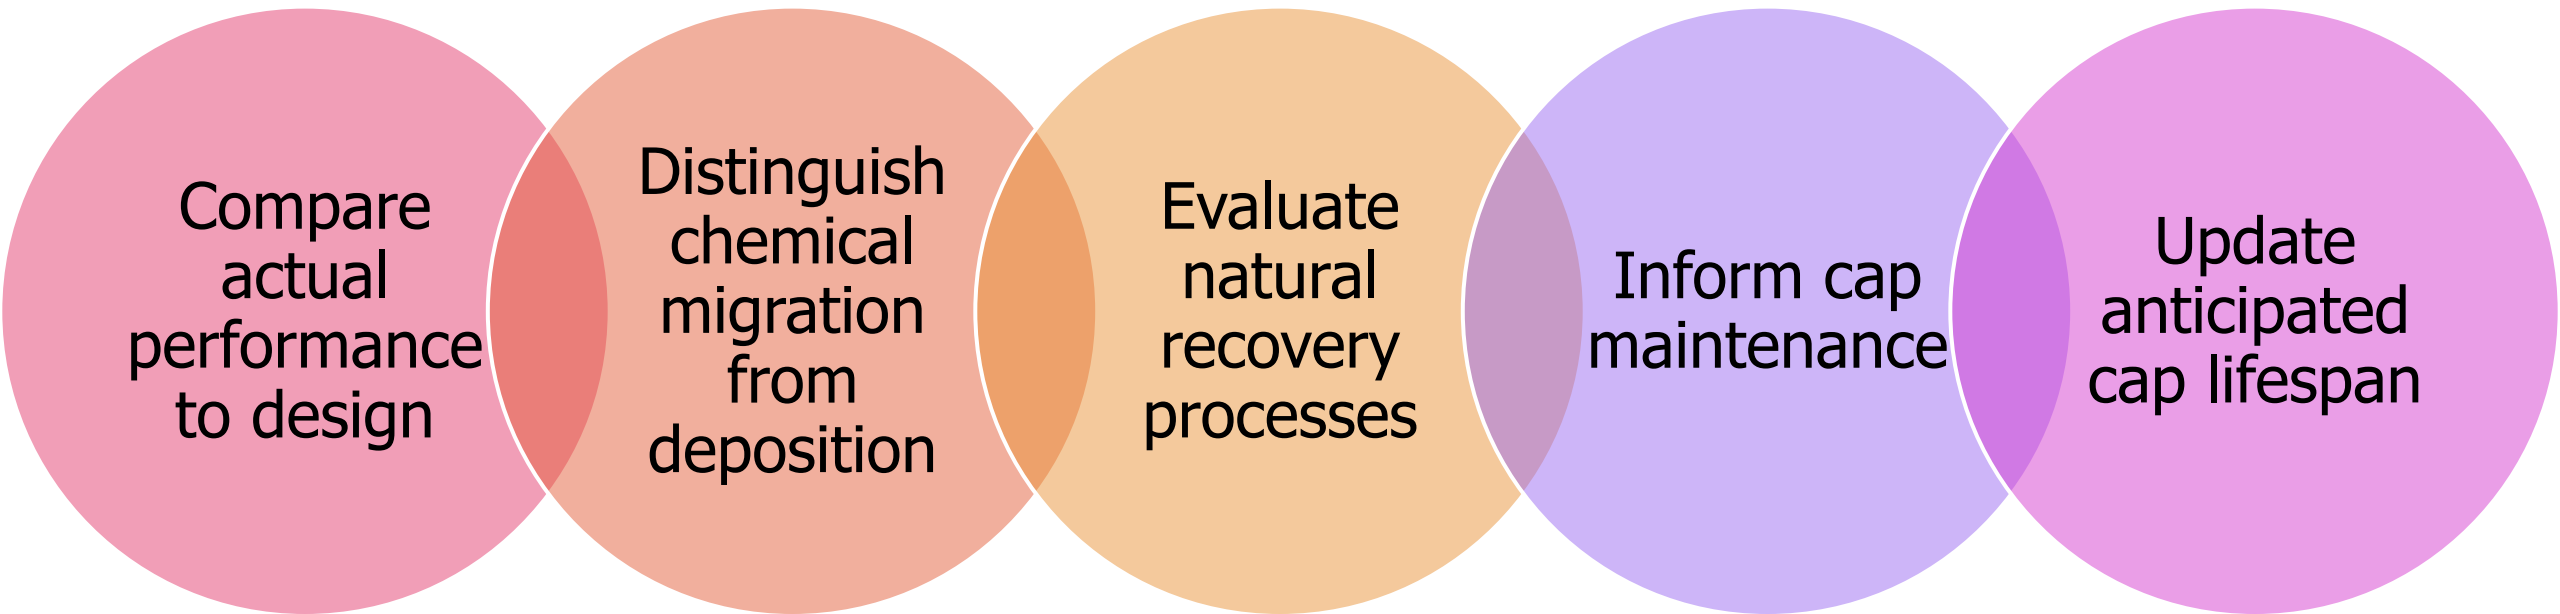 Compare
actual
performance
to design
Distinguish
chemical
migration
from
deposition
Evaluate
natural
recovery
processes
Inform cap
maintenance
Update
anticipated
cap lifespan